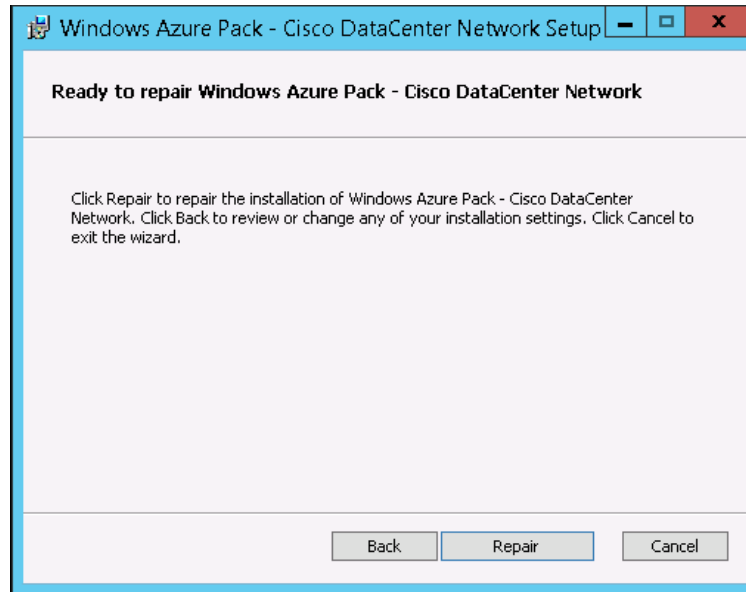 Windows Azure Pack - Cisco DataCenter Network Setup
Ready to repair Windows Azure Pack - Cisco DataCenter Network
Click Repair to repair the installation of Windows Azure Pack - Cisco DataCenter
Network. Click Back to review or change any of your installation settings. Click Cancel to
exit the wizard.
Back Repair Cancel